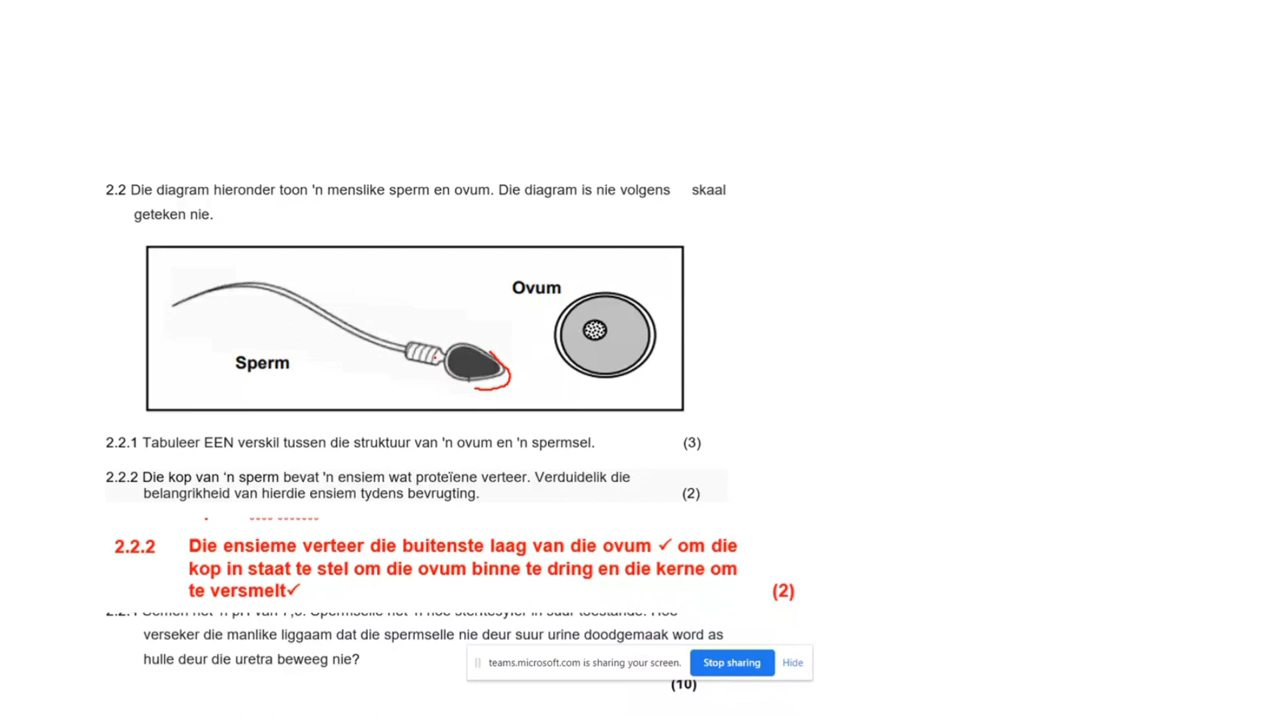 2.2 Die diagram hieronder toon 'n menslike sperm en ovum. Die diagram is nie volgens skaal
geteken nie.
Ovum
Sperm
2.2.1 Tabuleer EEN verskil tussen die struktuur van 'n ovum en 'n spermsel. (3)
2.2.2 Die kop van 'n sperm bevat 'n ensiem wat proteïene verteer. Verduidelik die
belangrikheid van hierdie ensiem tydens bevrugting. (2)
2.2.2 Die ensieme verteer die buitenste laag van die ovum ✓ om die
kop in staat te stel om die ovum binne te dring en die kerne om
te versmelt✓ (2)
verseker die manlike liggaam dat die spermselle nie deur suur urine doodgemaak word as
hulle deur die uretra beweeg nie?
teams.microsoft.com is sharing your screen. Stop sharing Hide
(10)